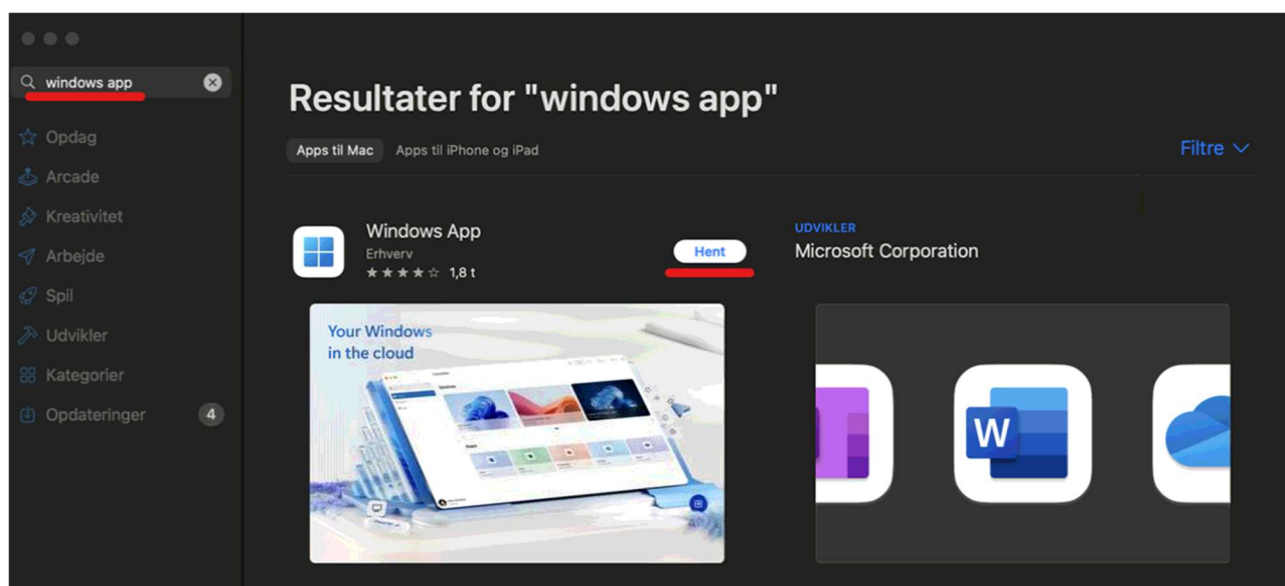 windows app
Opdag
Arcade
Kreativitet
Arbejde
Spil
Udvikler
Kategorier
Opdateringer 4
Resultater for "windows app"
Apps til Mac Apps til iPhone og iPad
Filtre
Windows App
Erhverv
1,8 t
Hent
UDVIKLER
Microsoft Corporation
Your Windows
in the cloud
W